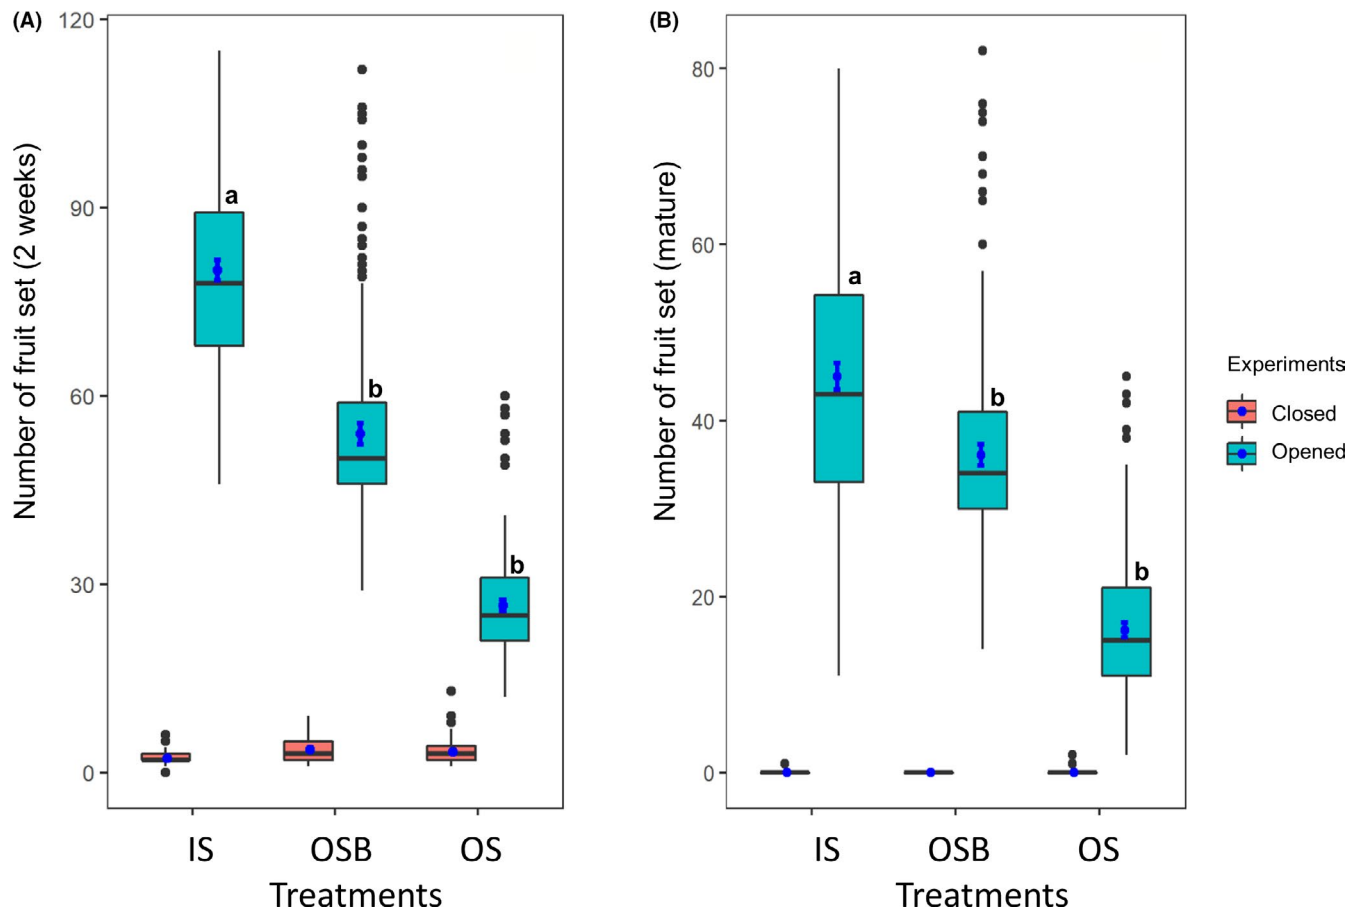 (A)
Number of fruit set (2 weeks)
120
90
60
30
0
a
b
b
IS OSB OS
Treatments
(B)
Number of fruit set (mature)
80
60
40
20
0
a
b
b
IS OSB OS
Treatments
Experiments
Closed
Opened